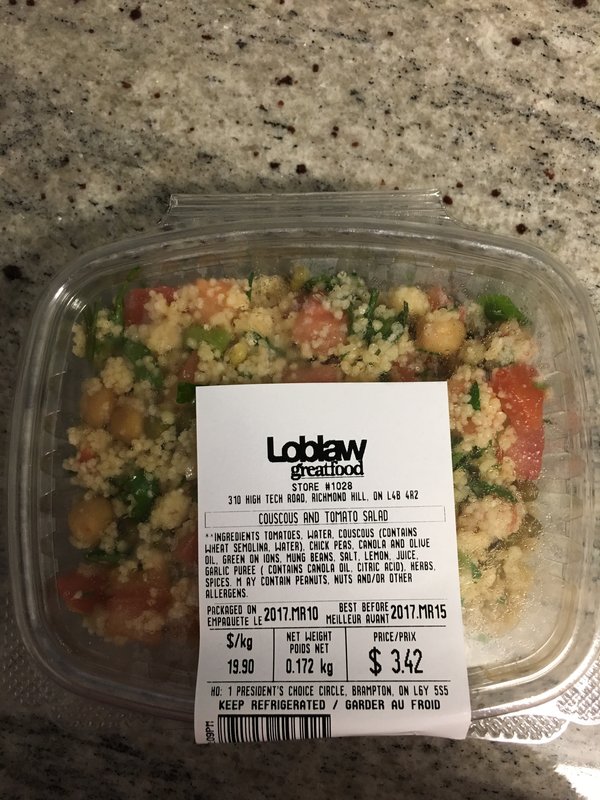 Loblaw
greatfood
STORE #1028
310 HIGH TECH ROAD, RICHMOND HILL, ON L4B 4R2
COUSCOUS AND TOMATO SALAD
**INGREDIENTS TOMATOES, WATER, COUSCOUS (CONTAINS
WHEAT SEMOLINA, WATER), CHICK PEAS, CANOLA AND OLIVE
OIL, GREEN ON IONS, MUNG BEANS, SALT, LEMON, JUICE,
GARLIC PUREE ( CONTAINS CANOLA OIL, CITRIC ACID), HERBS,
SPICES. M AY CONTAIN PEANUTS, NUTS AND/OR OTHER
ALLERGENS.
PACKAGED ON
EMPAQUETE LE 2017.MR10
BEST BEFORE
MEILLEUR AVANT 2017.MR15
$/kg
19.90
NET WEIGHT
POIDS NET
0.172 kg
PRICE/PRIX
$ 3.42
HO: 1 PRESIDENT'S CHOICE CIRCLE, BRAMPTON, ON L6Y 5S5
KEEP REFRIGERATED / GARDER AU FROID